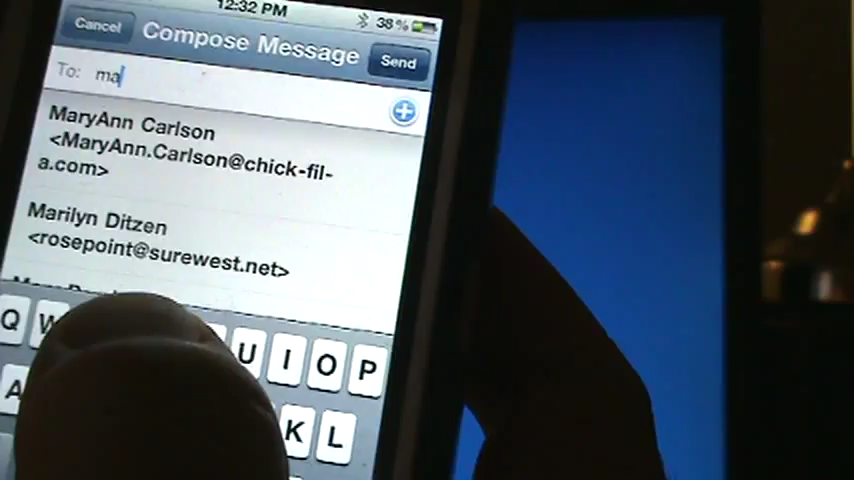 12:32 PM
38%
Cancel
Compose Message
Send
To: ma
MaryAnn Carlson
<MaryAnn.Carlson@chick-fil-
a.com>
Marilyn Ditzen
<rosepoint@surewest.net>
Q W U I O P
A K L